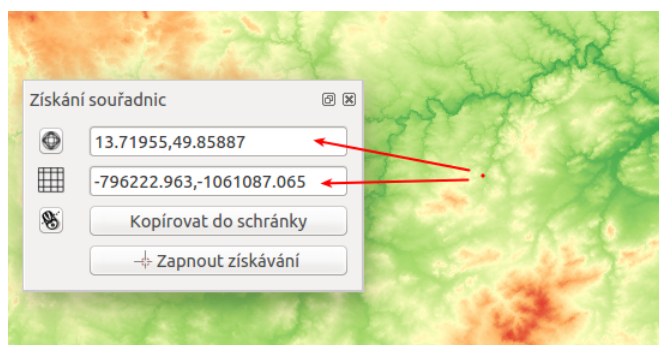 Získání souřadnic
13.71955,49.85887
-796222.963,-1061087.065
Kopírovat do schránky
Zapnout získávání